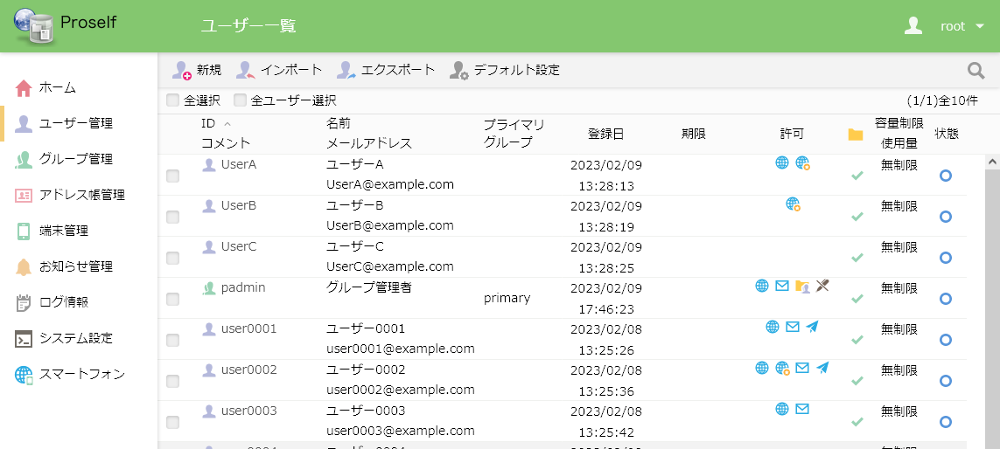 Proself
ユーザー一覧
root
新規 インポート エクスポート デフォルト設定
全選択 全ユーザー選択 (1/1)全10件
ホーム
ユーザー管理
グループ管理
アドレス帳管理
端末管理
お知らせ管理
ログ情報
システム設定
スマートフォン
ID 名前 プライマリ 登録日 期限 許可 容量制限 状態
コメント メールアドレス グループ 使用量
UserA ユーザーA 2023/02/09 無制限
UserA@example.com 13:28:13
UserB ユーザーB 2023/02/09 無制限
UserB@example.com 13:28:19
UserC ユーザーC 2023/02/09 無制限
UserC@example.com 13:28:25
padmin グループ管理者 primary 2023/02/09 無制限
17:46:23
user0001 ユーザー0001 2023/02/08 無制限
user0001@example.com 13:25:26
user0002 ユーザー0002 2023/02/08 無制限
user0002@example.com 13:25:36
user0003 ユーザー0003 2023/02/08 無制限
user0003@example.com 13:25:42